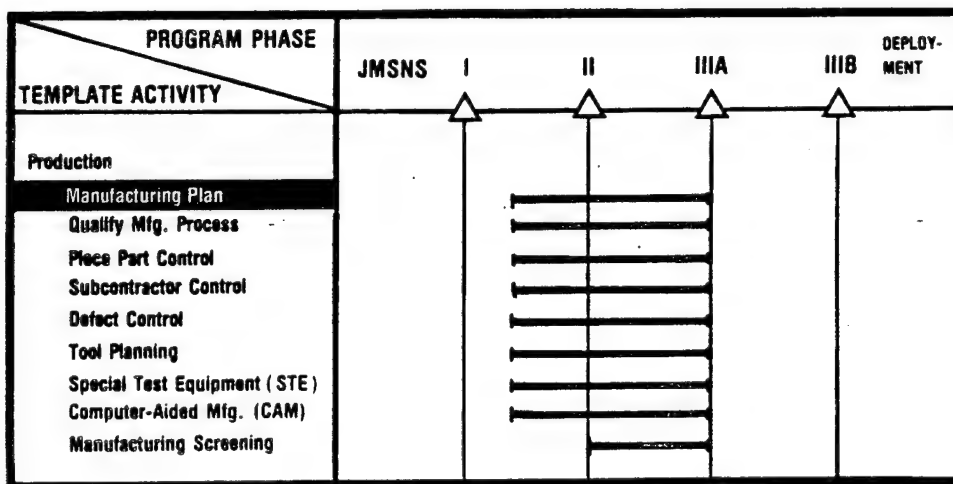 PROGRAM PHASE
TEMPLATE ACTIVITY
JMSNS I II IIIA IIIB DEPLOY-
MENT
Production
Manufacturing Plan
Qualify Mfg. Process
Piece Part Control
Subcontractor Control
Defect Control
Tool Planning
Special Test Equipment (STE)
Computer-Aided Mfg. (CAM)
Manufacturing Screening